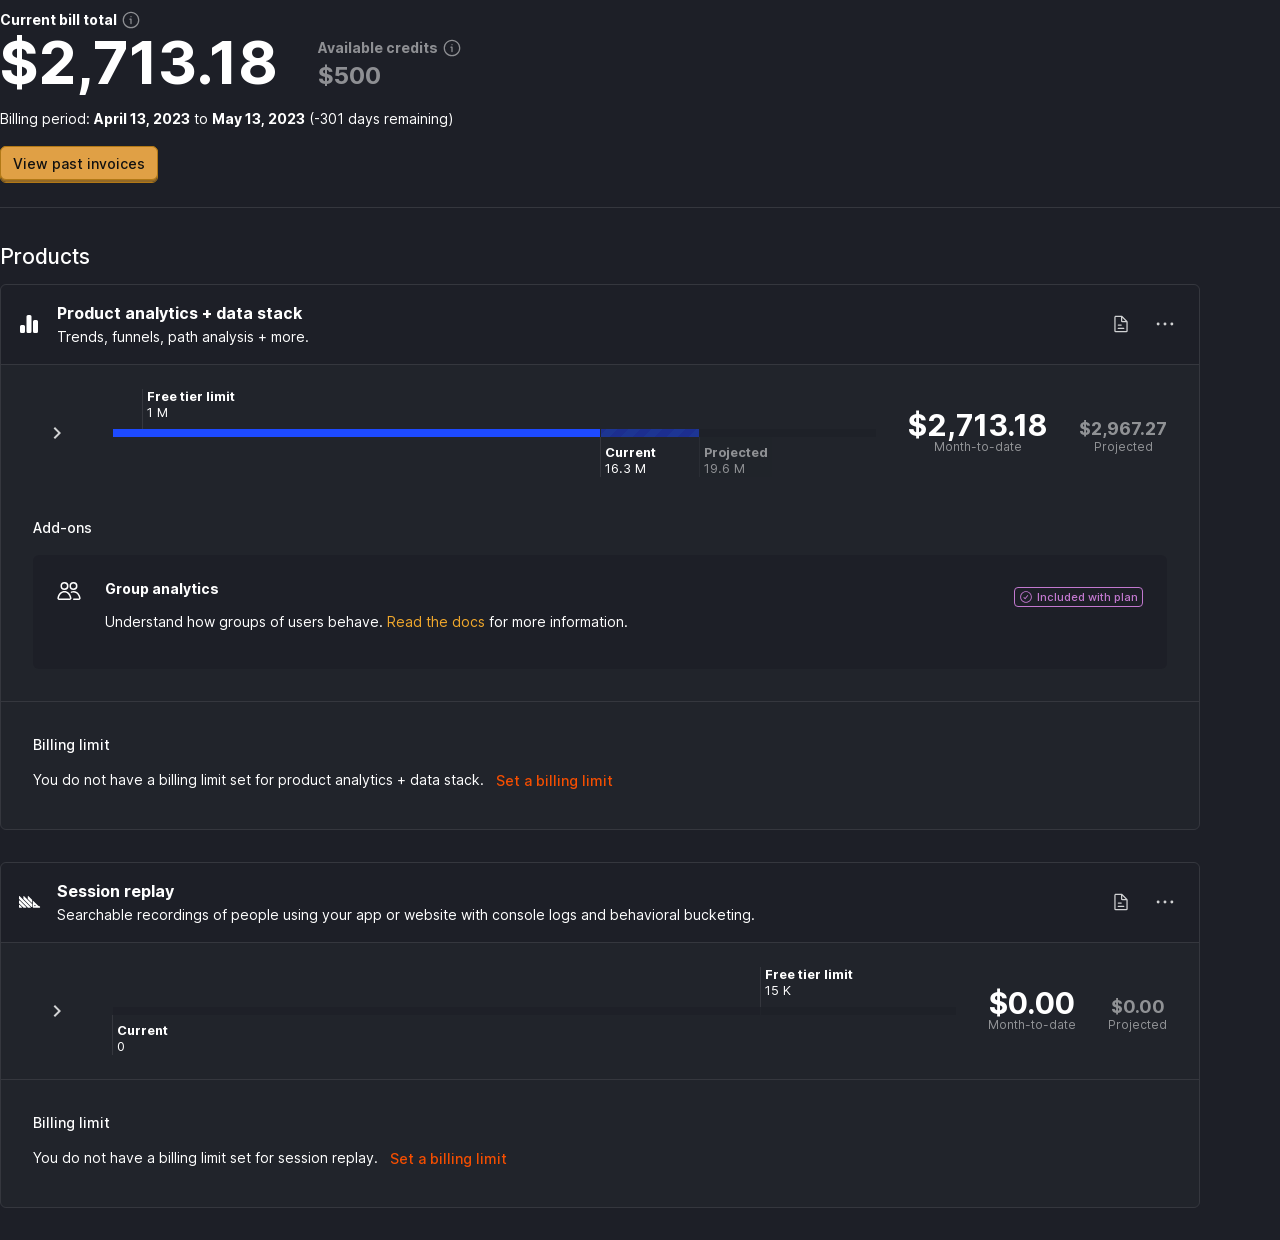 Current bill total
$2,713.18
Available credits
$500
Billing period: April 13, 2023 to May 13, 2023 (-301 days remaining)
View past invoices
Products
Product analytics + data stack
Trends, funnels, path analysis + more.
Free tier limit
1 M
Current
16.3 M
Projected
19.6 M
$2,713.18
Month-to-date
$2,967.27
Projected
Add-ons
Group analytics
Understand how groups of users behave. Read the docs for more information.
Included with plan
Billing limit
You do not have a billing limit set for product analytics + data stack. Set a billing limit
Session replay
Searchable recordings of people using your app or website with console logs and behavioral bucketing.
Free tier limit
15 K
Current
0
$0.00
Month-to-date
$0.00
Projected
Billing limit
You do not have a billing limit set for session replay. Set a billing limit